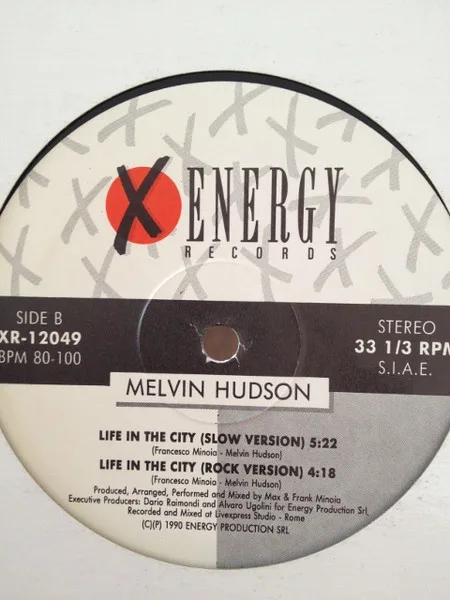 X ENERGY
RECORDS
SIDE B
XR-12049
BPM 80-100
STEREO
33 1/3 RPM
S.I.A.E.
MELVIN HUDSON
LIFE IN THE CITY (SLOW VERSION) 5:22
(Francesco Minoia - Melvin Hudson)
LIFE IN THE CITY (ROCK VERSION) 4:18
(Francesco Minoia - Melvin Hudson)
Produced, Arranged, Performed and Mixed by Max & Frank Minoia
Executive Producers: Dario Raimondi and Alvaro Ugolini for Energy Production Srl,
Recorded and Mixed at Livexpress Studio - Rome
(C)(P) 1990 ENERGY PRODUCTION SRL